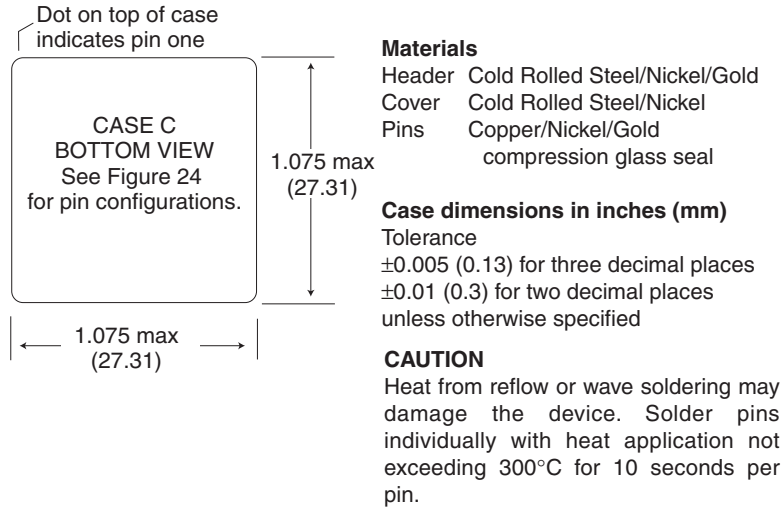 Dot on top of case
indicates pin one
CASE C
BOTTOM VIEW
See Figure 24
for pin configurations.
1.075 max
(27.31)
1.075 max
(27.31)
Materials
Header Cold Rolled Steel/Nickel/Gold
Cover Cold Rolled Steel/Nickel
Pins Copper/Nickel/Gold
compression glass seal
Case dimensions in inches (mm)
Tolerance
±0.005 (0.13) for three decimal places
±0.01 (0.3) for two decimal places
unless otherwise specified
CAUTION
Heat from reflow or wave soldering may
damage the device. Solder pins
individually with heat application not
exceeding 300°C for 10 seconds per
pin.